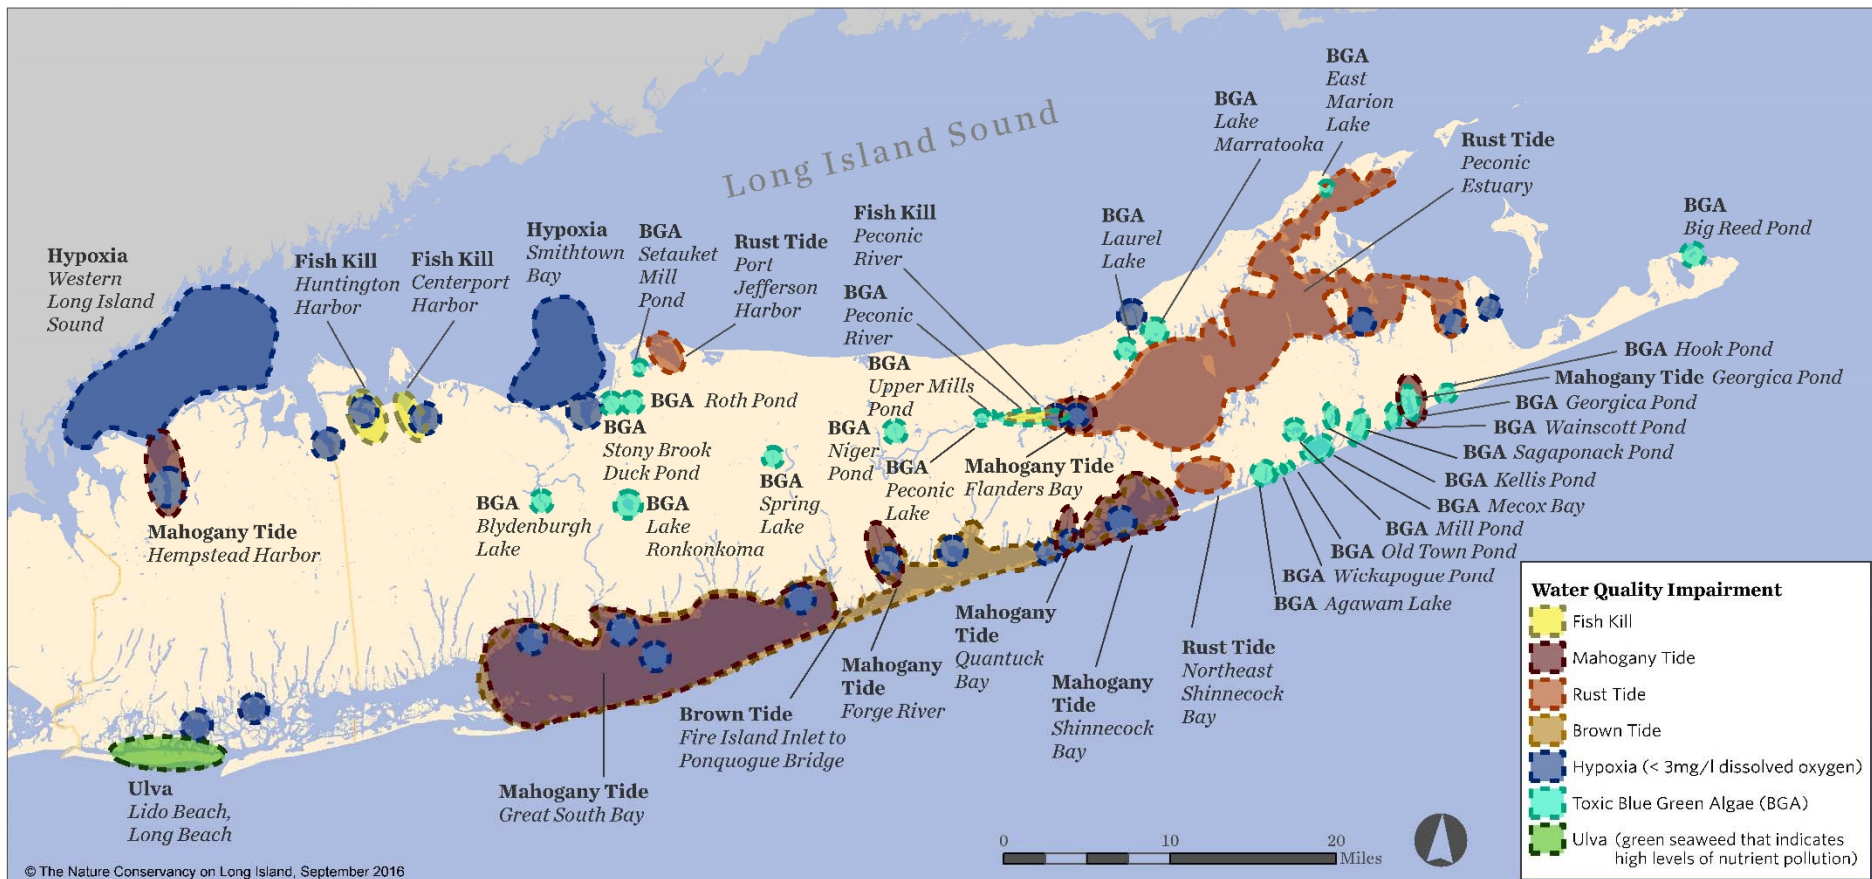 Long Island Sound
BGA
East
Marion
Lake
BGA
Lake
Marratooka
Rust Tide
Peconic
Estuary
BGA
Big Reed Pond
Hypoxia
Western
Long Island
Sound
Fish Kill
Huntington
Harbor
Fish Kill
Centerport
Harbor
Hypoxia
Smithtown
Bay
BGA
Setauket
Mill
Pond
Rust Tide
Port
Jefferson
Harbor
Fish Kill
Peconic
River
BGA
Peconic
River
BGA
Laurel
Lake
BGA
Upper Mills
Pond
BGA Roth Pond
BGA
Stony Brook
Duck Pond
BGA
Niger
Pond
BGA
Peconic
Lake
Mahogany Tide
Flanders Bay
BGA
Spring
Lake
BGA
Blydenburgh
Lake
BGA
Lake
Ronkonkoma
Mahogany Tide
Hempstead Harbor
BGA Hook Pond
Mahogany Tide Georgica Pond
BGA Georgica Pond
BGA Wainscott Pond
BGA Sagaponack Pond
BGA Kellis Pond
BGA Mecox Bay
BGA Mill Pond
BGA Old Town Pond
BGA Wickapogue Pond
BGA Agawam Lake
Mahogany
Tide
Quantuck
Bay
Mahogany
Tide
Forge River
Mahogany
Tide
Shinnecock
Bay
Rust Tide
Northeast
Shinnecock
Bay
Brown Tide
Fire Island Inlet to
Ponquogue Bridge
Mahogany Tide
Great South Bay
Ulva
Lido Beach,
Long Beach
Water Quality Impairment
Fish Kill
Mahogany Tide
Rust Tide
Brown Tide
Hypoxia (< 3mg/l dissolved oxygen)
Toxic Blue Green Algae (BGA)
Ulva (green seaweed that indicates
high levels of nutrient pollution)
0 10 20
Miles
© The Nature Conservancy on Long Island, September 2016